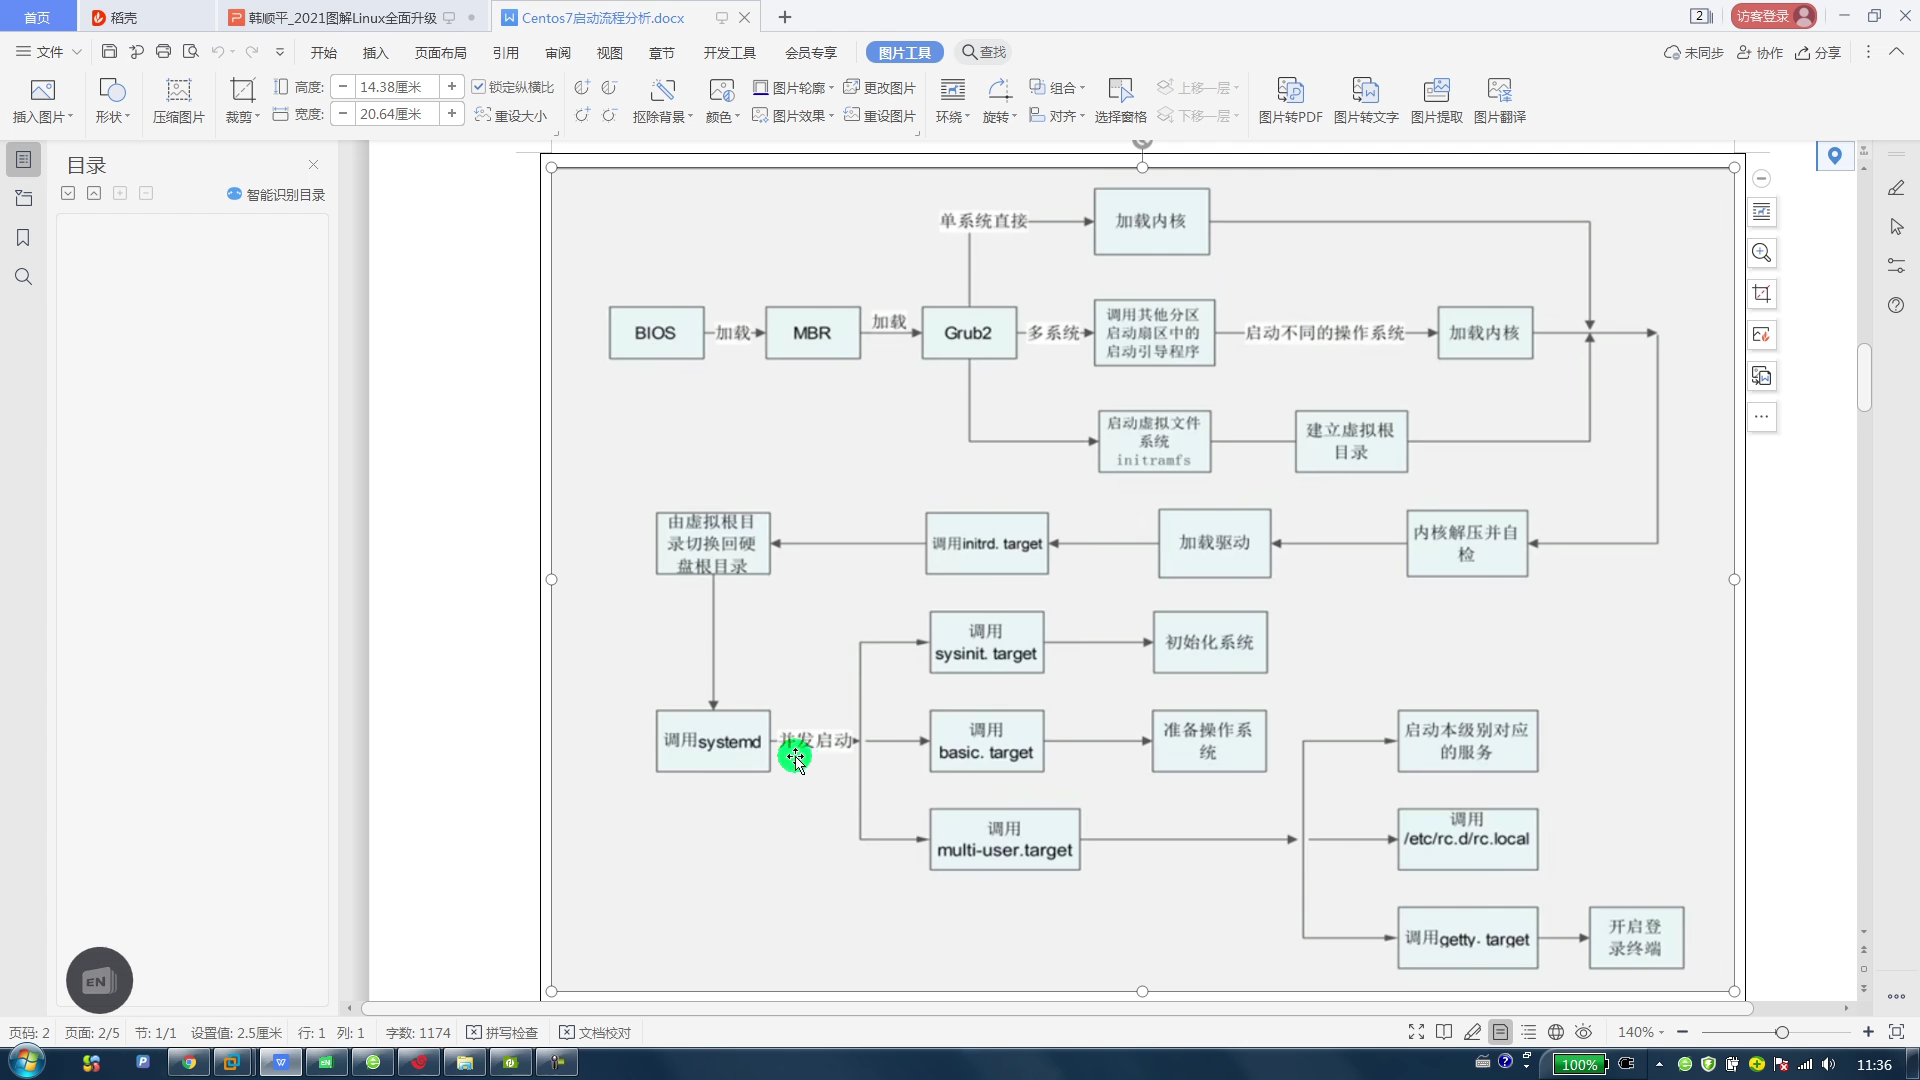 首页
稻壳
韩顺平_2021图解Linux全面升级
Centos7启动流程分析.docx
2
访客登录
文件
开始
插入
页面布局
引用
审阅
视图
章节
开发工具
会员专享
图片工具
查找
未同步
协作
分享
插入图片
形状
压缩图片
裁剪
高度:
14.38厘米
锁定纵横比
宽度:
20.64厘米
重设大小
抠除背景
颜色
图片轮廓
更改图片
图片效果
重设图片
环绕
旋转
组合
对齐
选择窗格
上移一层
下移一层
图片转PDF
图片转文字
图片提取
图片翻译
目录
智能识别目录
单系统直接
加载内核
BIOS
加载
MBR
加载
Grub2
多系统
调用其他分区
启动扇区中的
启动引导程序
启动不同的操作系统
加载内核
启动虚拟文件
系统
initramfs
建立虚拟根
目录
由虚拟根目
录切换回硬
盘根目录
调用initrd. target
加载驱动
内核解压并自
检
调用
sysinit. target
初始化系统
调用systemd
并发启动
调用
basic. target
准备操作系
统
启动本级别对应
的服务
调用
multi-user.target
调用
/etc/rc.d/rc.local
调用getty. target
开启登
录终端
EN
页码: 2
页面: 2/5
节: 1/1
设置值: 2.5厘米
行: 1
列: 1
字数: 1174
拼写检查
文档校对
140%
100%
11:36